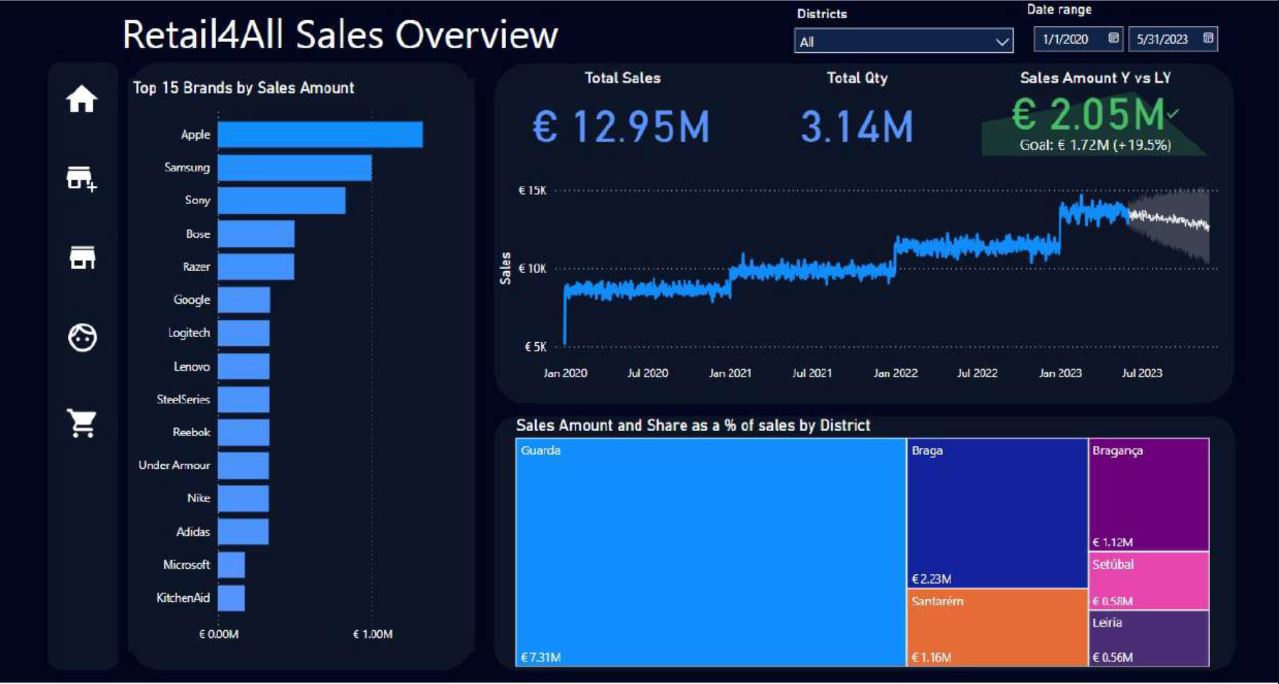 Retail4All Sales Overview
Districts
All
Date range
1/1/2020
5/31/2023
Top 15 Brands by Sales Amount
Apple
Samsung
Sony
Bose
Razer
Google
Logitech
Lenovo
SteelSeries
Reebok
Under Armour
Nike
Adidas
Microsoft
KitchenAid
€ 0.00M
€ 1.00M
Total Sales
€ 12.95M
Total Qty
3.14M
Sales Amount Y vs LY
€ 2.05M
Goal: € 1.72M (+19.5%)
Sales
€ 15K
€ 10K
€ 5K
Jan 2020
Jul 2020
Jan 2021
Jul 2021
Jan 2022
Jul 2022
Jan 2023
Jul 2023
Sales Amount and Share as a % of sales by District
Guarda
€ 7.31M
Braga
€ 2.23M
Santarém
€ 1.16M
Bragança
€ 1.12M
Setúbal
€ 0.58M
Leiria
€ 0.56M